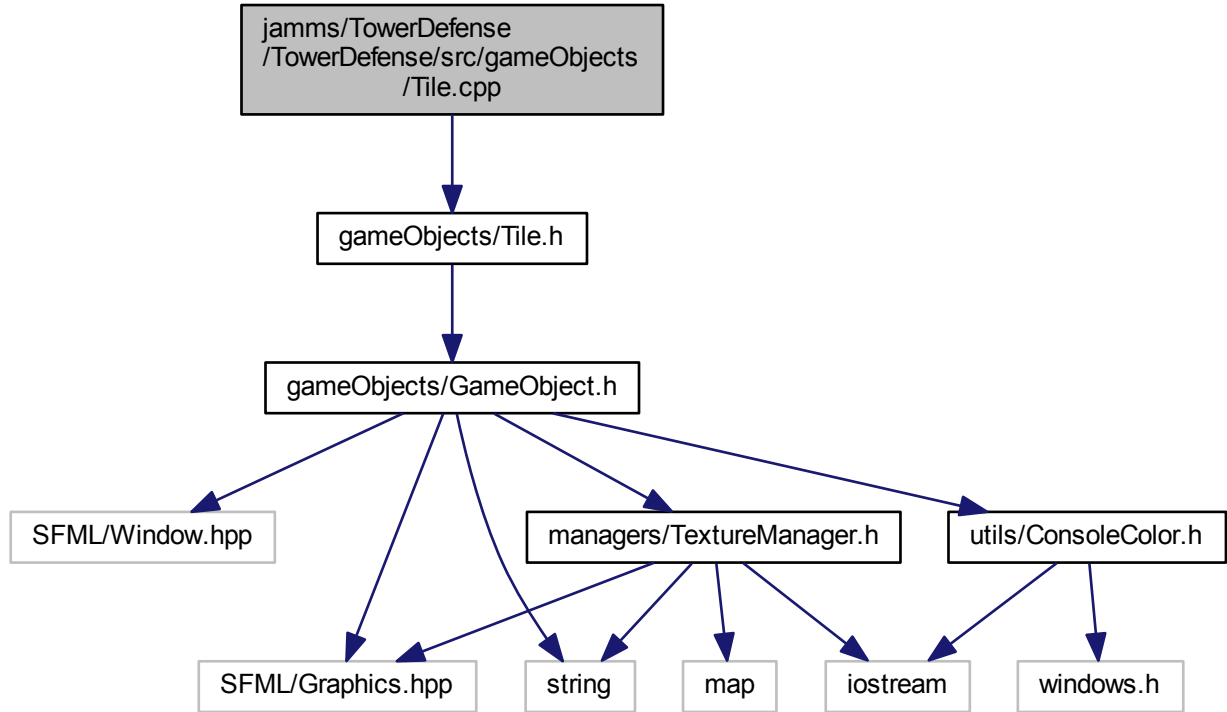 jamms/TowerDefense
/TowerDefense/src/gameObjects
/Tile.cpp
gameObjects/Tile.h
gameObjects/GameObject.h
SFML/Window.hpp
managers/TextureManager.h
utils/ConsoleColor.h
SFML/Graphics.hpp
string
map
iostream
windows.h